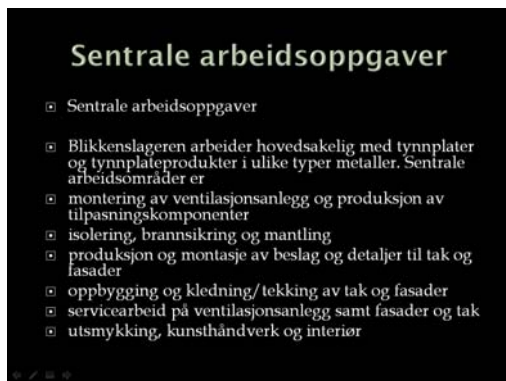 Sentrale arbeidsoppgaver
Sentrale arbeidsoppgaver
Blikkenslageren arbeider hovedsakelig med tynnplater
og tynnplateprodukter i ulike typer metaller. Sentrale
arbeidsområder er
montering av ventilasjonsanlegg og produksjon av
tilpasningskomponenter
isolering, brannsikring og mantling
produksjon og montasje av beslag og detaljer til tak og
fasader
oppbygging og kledning/tekking av tak og fasader
servicearbeid på ventilasjonsanlegg samt fasader og tak
utsmykking, kunsthåndverk og interiør